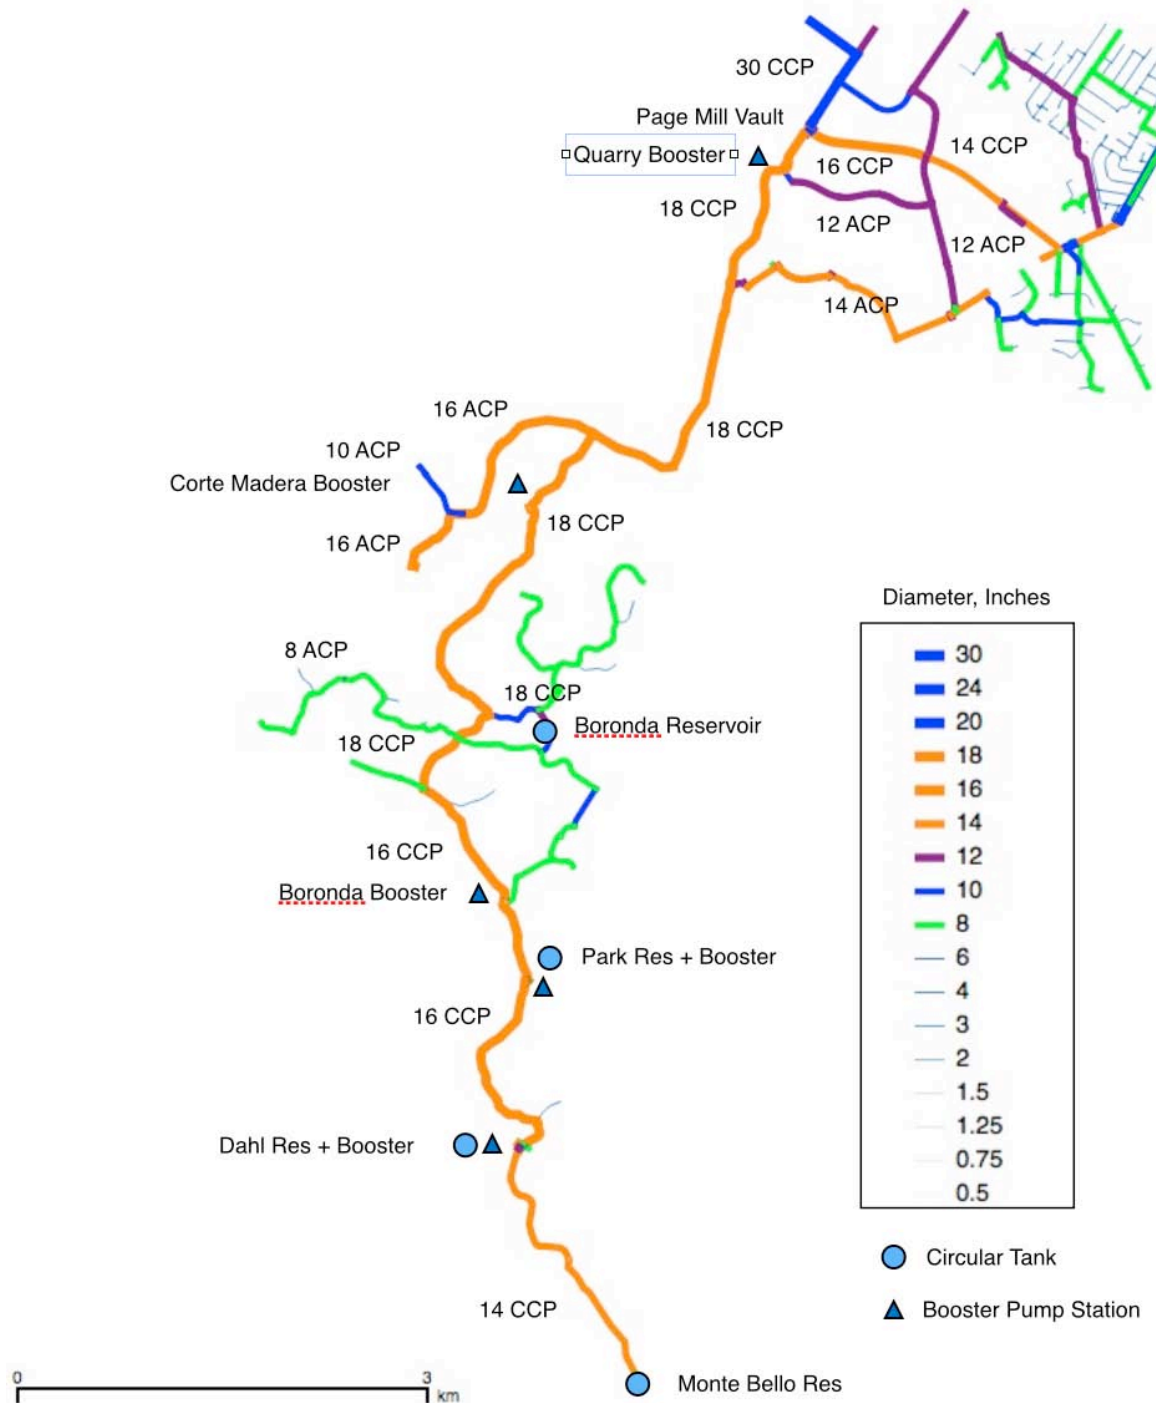 30 CCP
Page Mill Vault
Quarry Booster
14 CCP
16 CCP
18 CCP
12 ACP
12 ACP
14 ACP
16 ACP
18 CCP
10 ACP
Corte Madera Booster
18 CCP
16 ACP
Diameter, Inches
8 ACP
30
24
20
18
16
14
12
10
8
6
4
3
2
1.5
1.25
0.75
0.5
18 CCP
Boronda Reservoir
18 CCP
16 CCP
Boronda Booster
Park Res + Booster
16 CCP
Dahl Res + Booster
Circular Tank
14 CCP
Booster Pump Station
Monte Bello Res
0 3
km